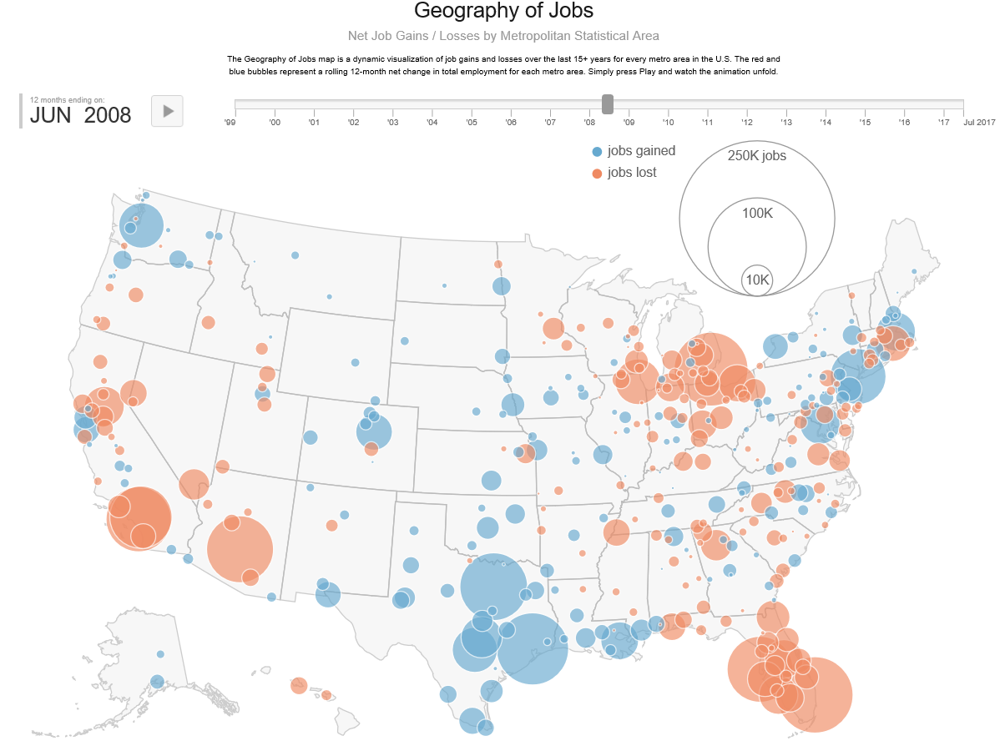 Geography of Jobs
Net Job Gains / Losses by Metropolitan Statistical Area
The Geography of Jobs map is a dynamic visualization of job gains and losses over the last 15+ years for every metro area in the U.S. The red and
blue bubbles represent a rolling 12-month net change in total employment for each metro area. Simply press Play and watch the animation unfold.
12 months ending on:
JUN 2008
'99 '00 '01 '02 '03 '04 '05 '06 '07 '08 '09 '10 '11 '12 '13 '14 '15 '16 '17 Jul 2017
jobs gained
jobs lost
250K jobs
100K
10K